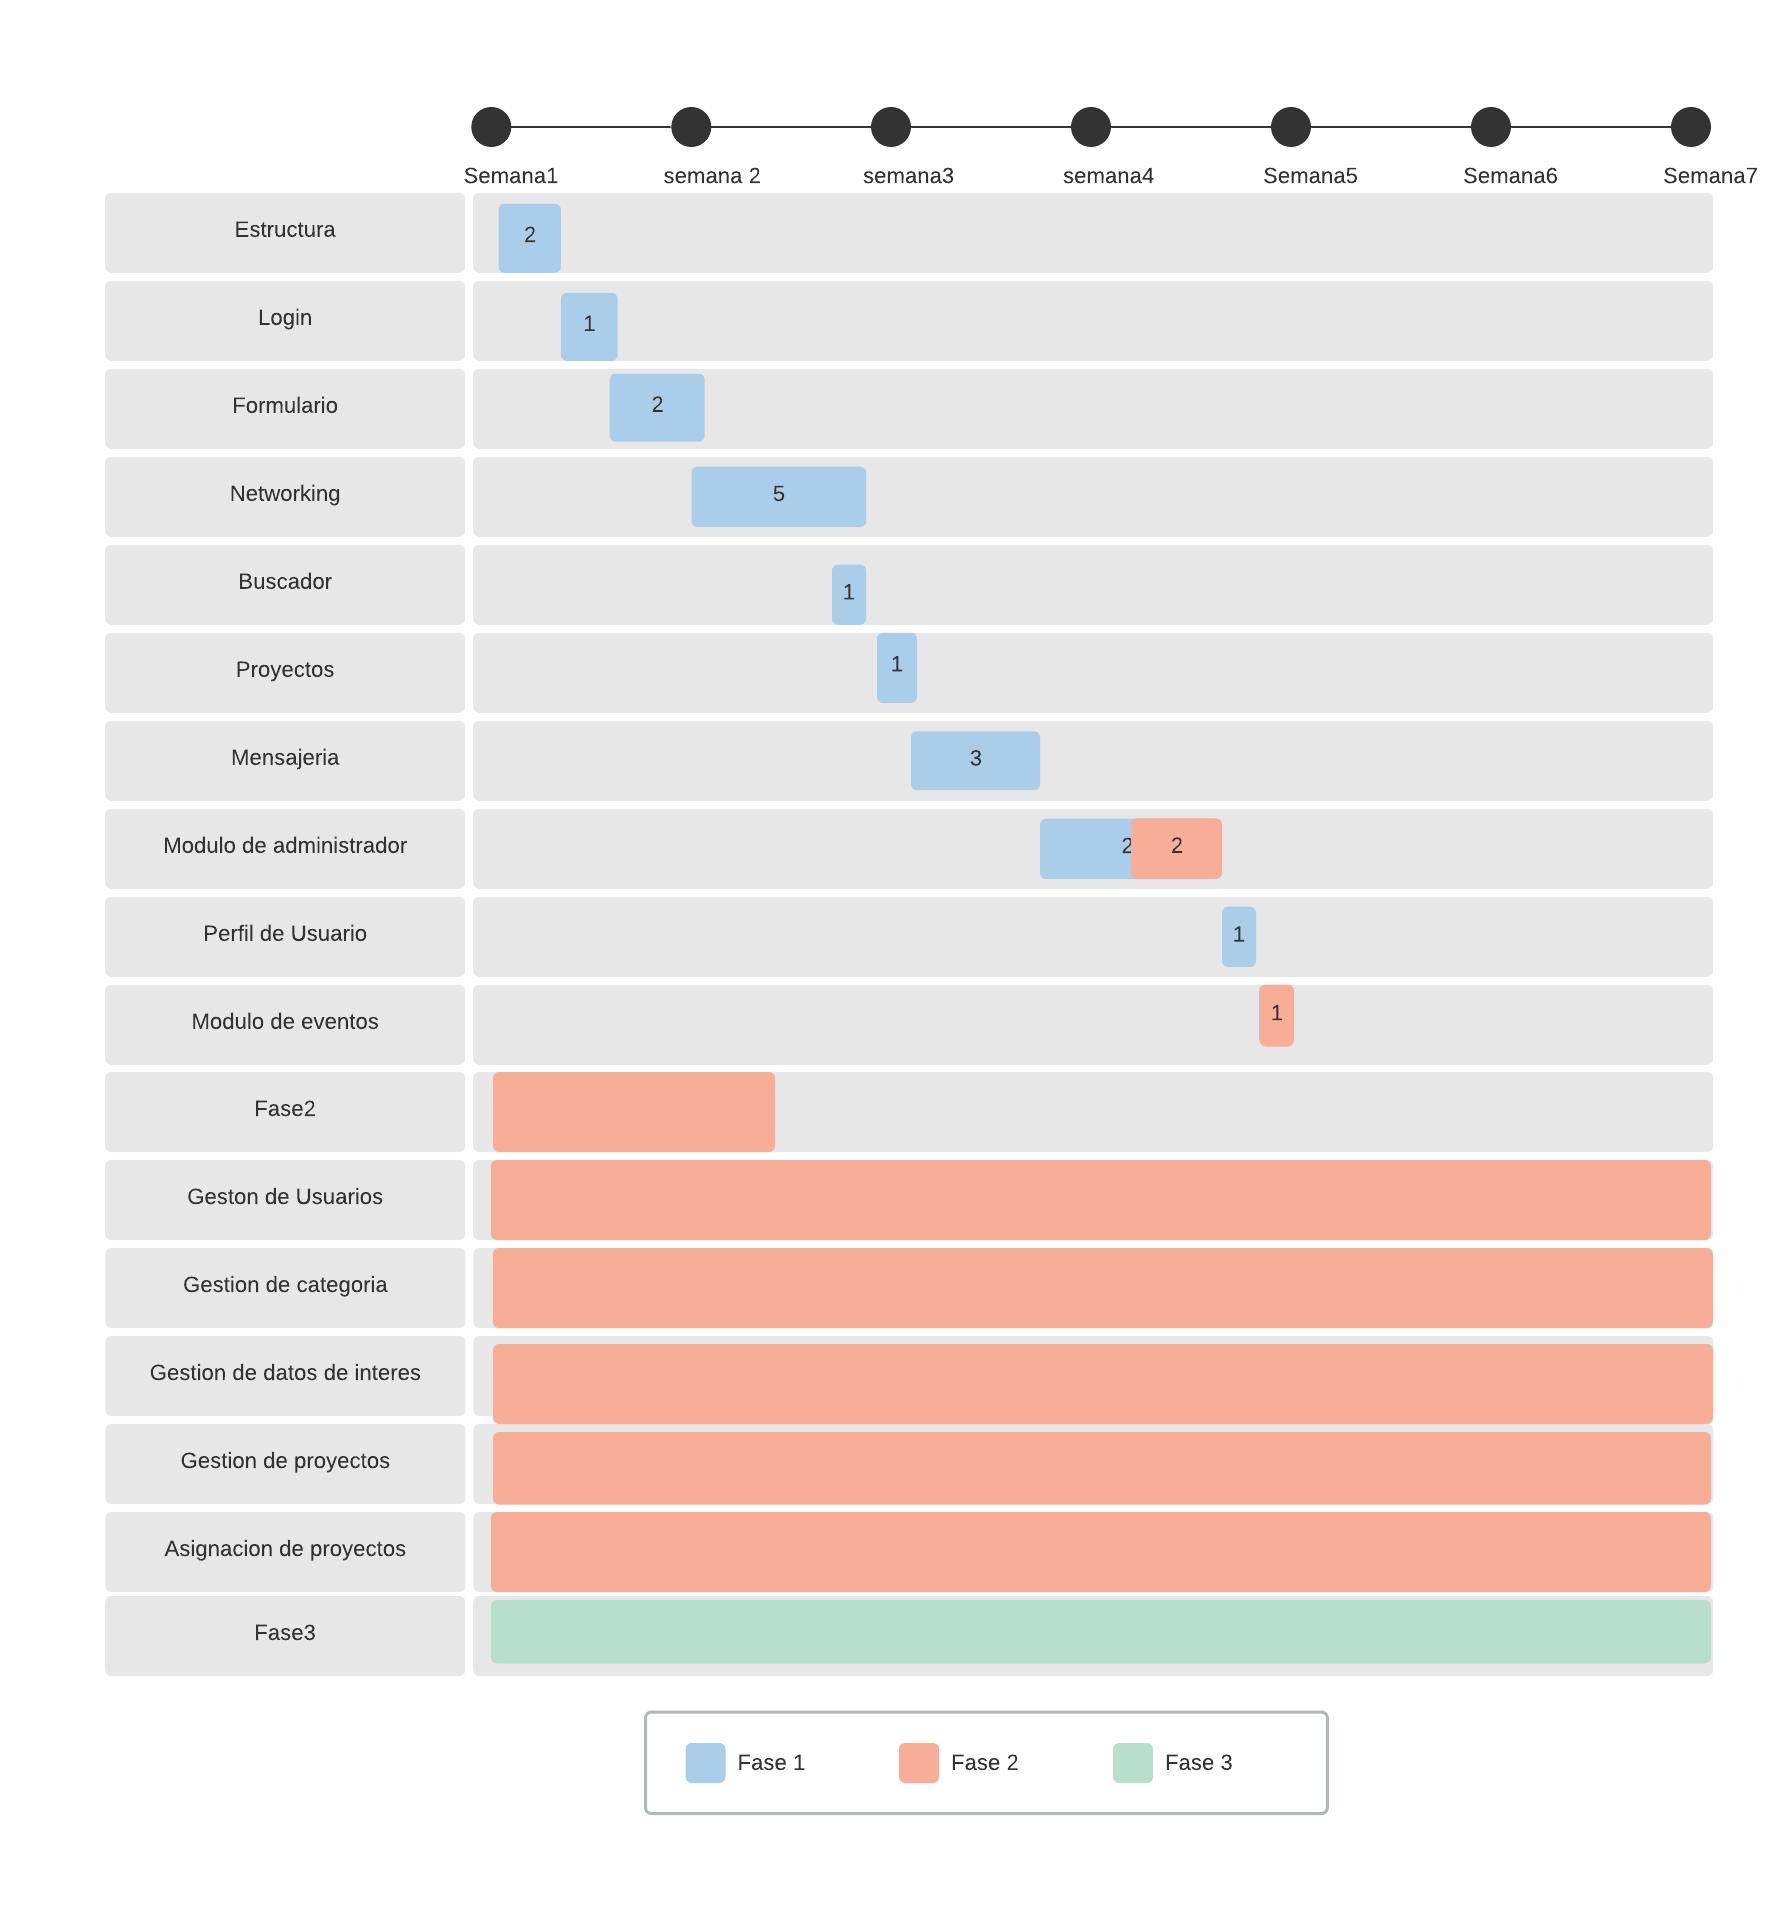 Semana1
semana 2
semana3
semana4
Semana5
Semana6
Semana7
Estructura
2
Login
1
Formulario
2
Networking
5
Buscador
1
Proyectos
1
Mensajeria
3
Modulo de administrador
2
2
Perfil de Usuario
1
Modulo de eventos
1
Fase2
Geston de Usuarios
Gestion de categoria
Gestion de datos de interes
Gestion de proyectos
Asignacion de proyectos
Fase3
Fase 1
Fase 2
Fase 3